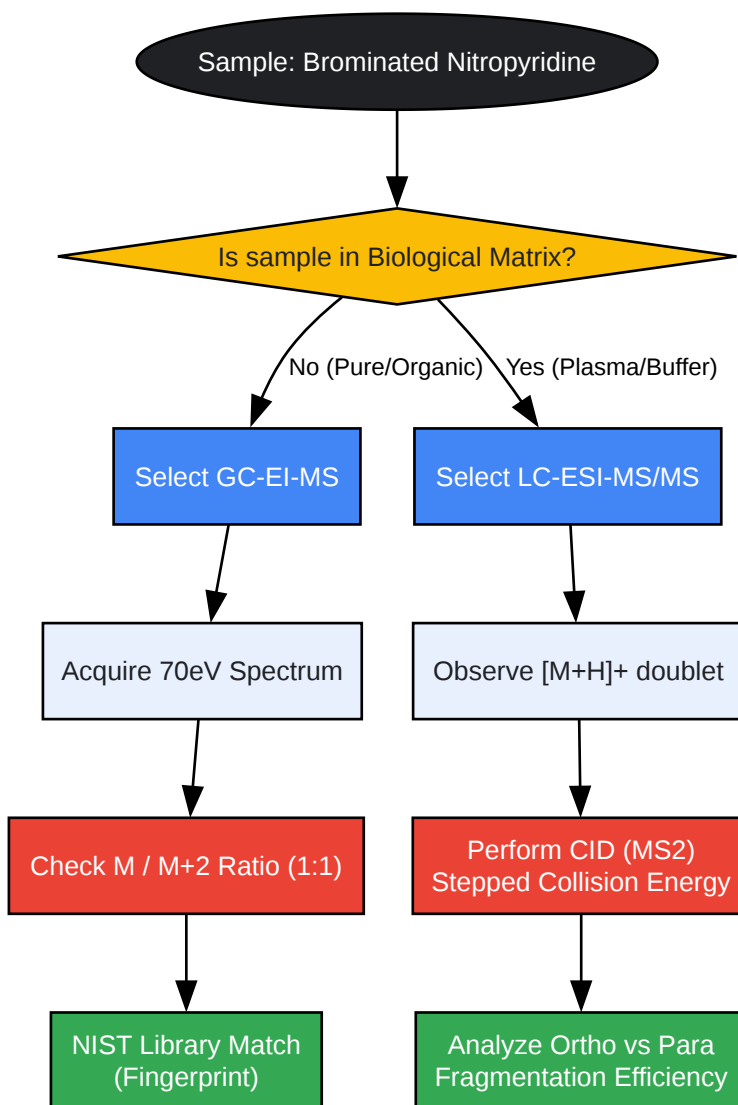 Sample: Brominated Nitropyridine
Is sample in Biological Matrix?
No (Pure/Organic)
Yes (Plasma/Buffer)
Select GC-EI-MS
Select LC-ESI-MS/MS
Acquire 70eV Spectrum
Observe [M+H]+ doublet
Check M / M+2 Ratio (1:1)
Perform CID (MS2)
Stepped Collision Energy
NIST Library Match
(Fingerprint)
Analyze Ortho vs Para
Fragmentation Efficiency